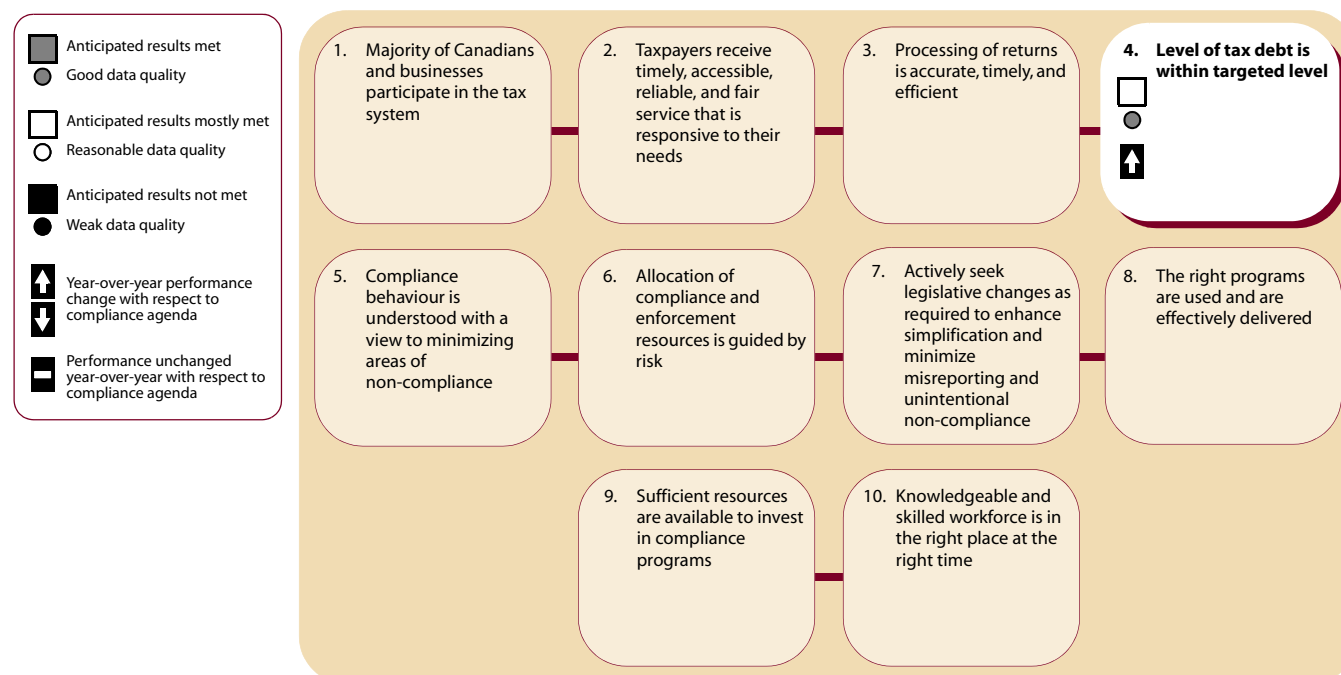 Anticipated results met
Good data quality
Anticipated results mostly met
Reasonable data quality
Anticipated results not met
Weak data quality
Year-over-year performance
change with respect to
compliance agenda
Performance unchanged
year-over-year with respect to
compliance agenda
1. Majority of Canadians
and businesses
participate in the tax
system
2. Taxpayers receive
timely, accessible,
reliable, and fair
service that is
responsive to their
needs
3. Processing of returns
is accurate, timely, and
efficient
4. Level of tax debt is
within targeted level
5. Compliance
behaviour is
understood with a
view to minimizing
areas of
non-compliance
6. Allocation of
compliance and
enforcement
resources is guided by
risk
7. Actively seek
legislative changes as
required to enhance
simplification and
minimize
misreporting and
unintentional
non-compliance
8. The right programs
are used and are
effectively delivered
9. Sufficient resources
are available to invest
in compliance
programs
10. Knowledgeable and
skilled workforce is in
the right place at the
right time